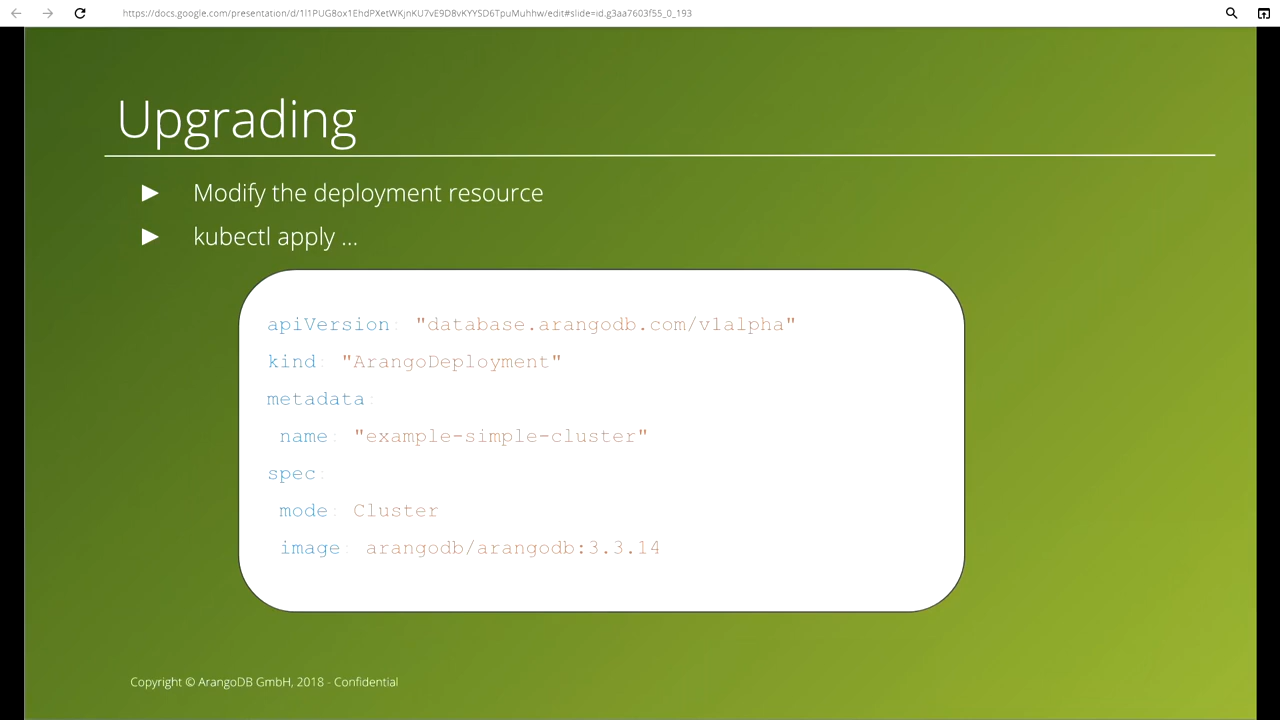 https://docs.google.com/presentation/d/1l1PUG8ox1EhdPXetWKjnKU7vE9D8vKYYSD6TpuMuhhw/edit#slide=id.g3aa7603f55_0_193
Upgrading
► Modify the deployment resource
► kubectl apply ...
apiVersion: "database.arangodb.com/v1alpha"
kind: "ArangoDeployment"
metadata:
name: "example-simple-cluster"
spec:
mode: Cluster
image: arangodb/arangodb:3.3.14
Copyright © ArangoDB GmbH, 2018 - Confidential